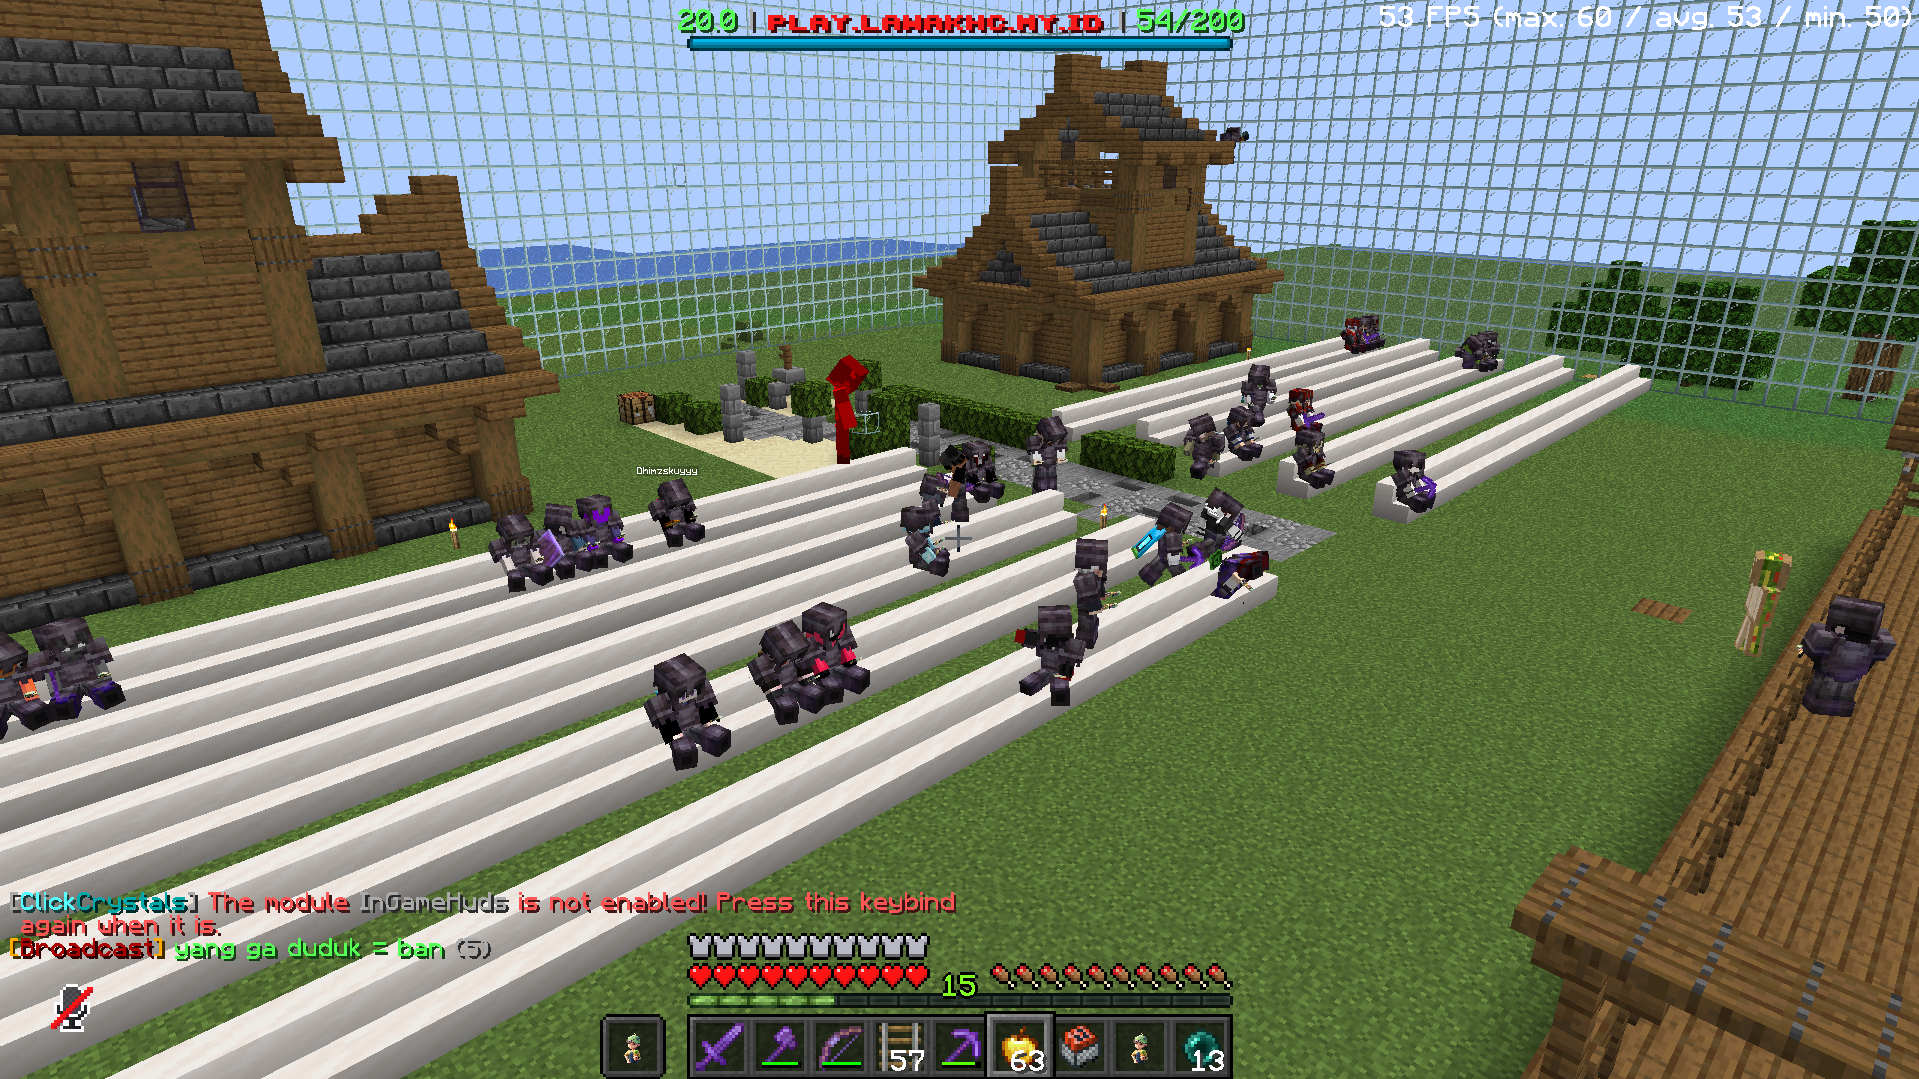 20.0 | PLAY.LAWAKMC.MY.ID | 54/200
53 FPS (max. 60 / avg. 53 / min. 50)
Dhimzskuyyy
[ClickCrystals] The module InGameHuds is not enabled! Press this keybind
again when it is.
[Broadcast] yang ga duduk = ban (5)
15
57
63
13